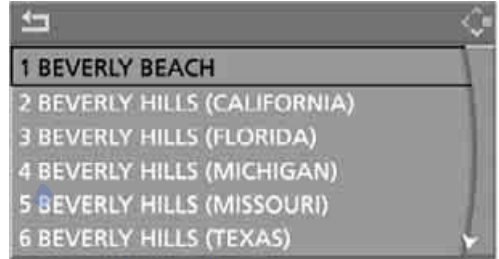 1 BEVERLY BEACH
2 BEVERLY HILLS (CALIFORNIA)
3 BEVERLY HILLS (FLORIDA)
4 BEVERLY HILLS (MICHIGAN)
5 BEVERLY HILLS (MISSOURI)
6 BEVERLY HILLS (TEXAS)